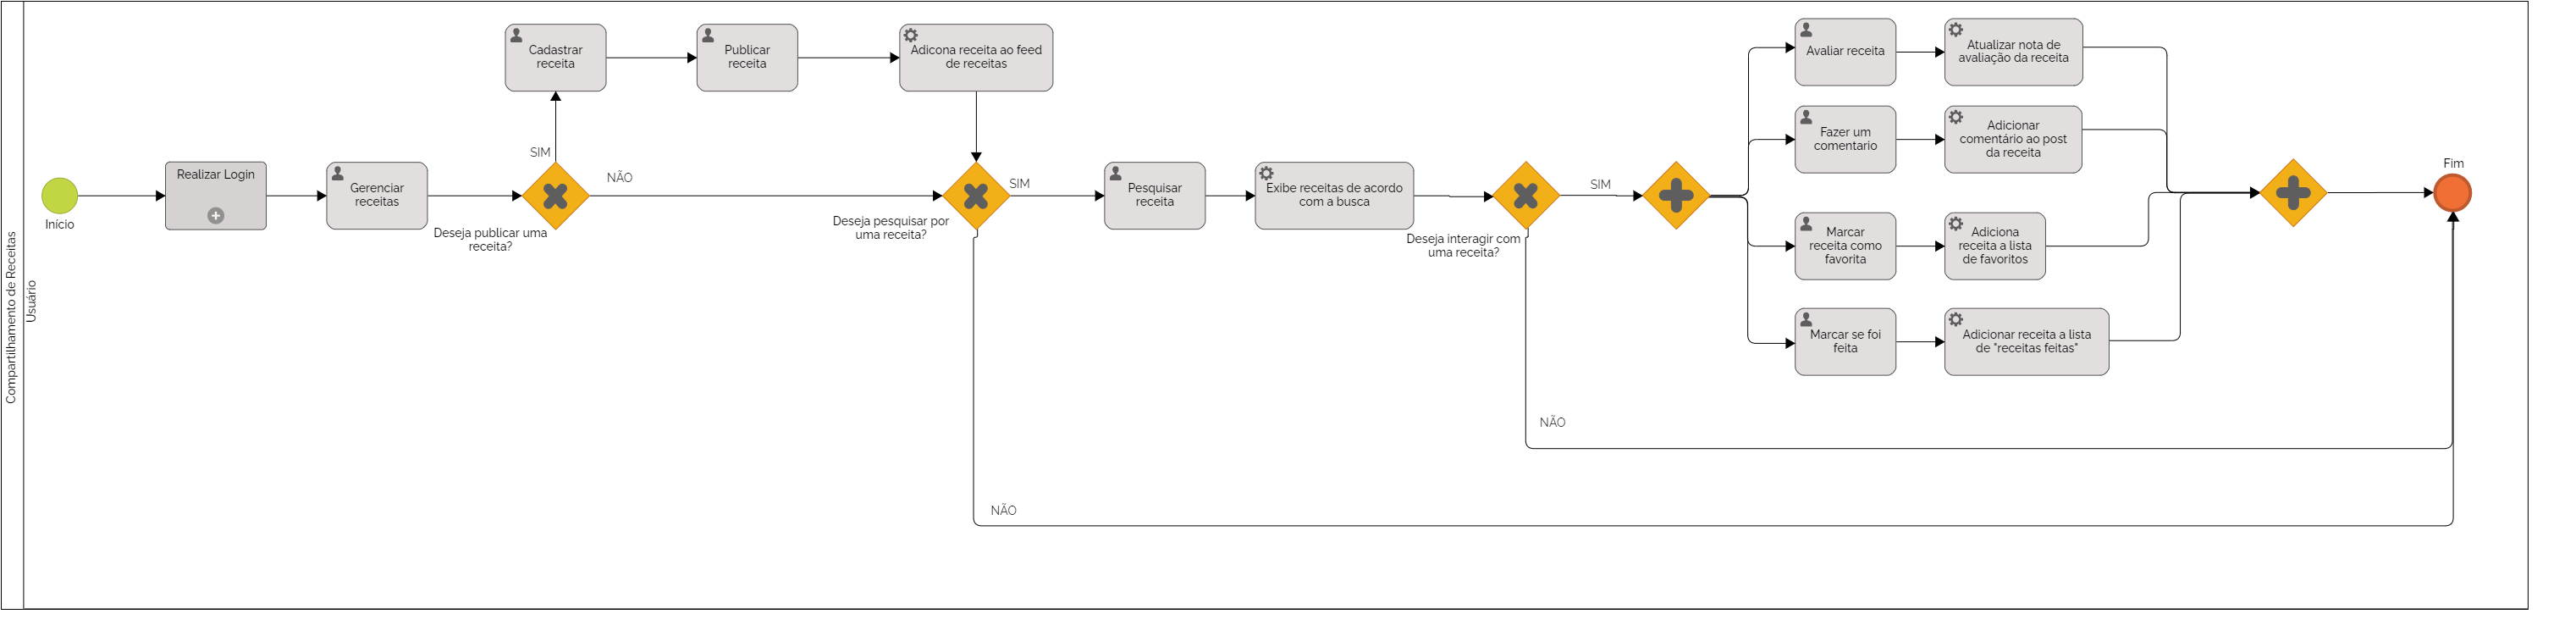 Compartilhamento de Receitas
Usuário
Início
Realizar Login
Gerenciar
receitas
Deseja publicar uma
receita?
SIM
NÃO
Cadastrar
receita
Publicar
receita
Adicona receita ao feed
de receitas
Deseja pesquisar por
uma receita?
SIM
NÃO
Pesquisar
receita
Exibe receitas de acordo
com a busca
Deseja interagir com
uma receita?
SIM
NÃO
Avaliar receita
Atualizar nota de
avaliação da receita
Fazer um
comentario
Adicionar
comentário ao post
da receita
Marcar
receita como
favorita
Adiciona
receita a lista
de favoritos
Marcar se foi
feita
Adicionar receita a lista
de "receitas feitas"
Fim